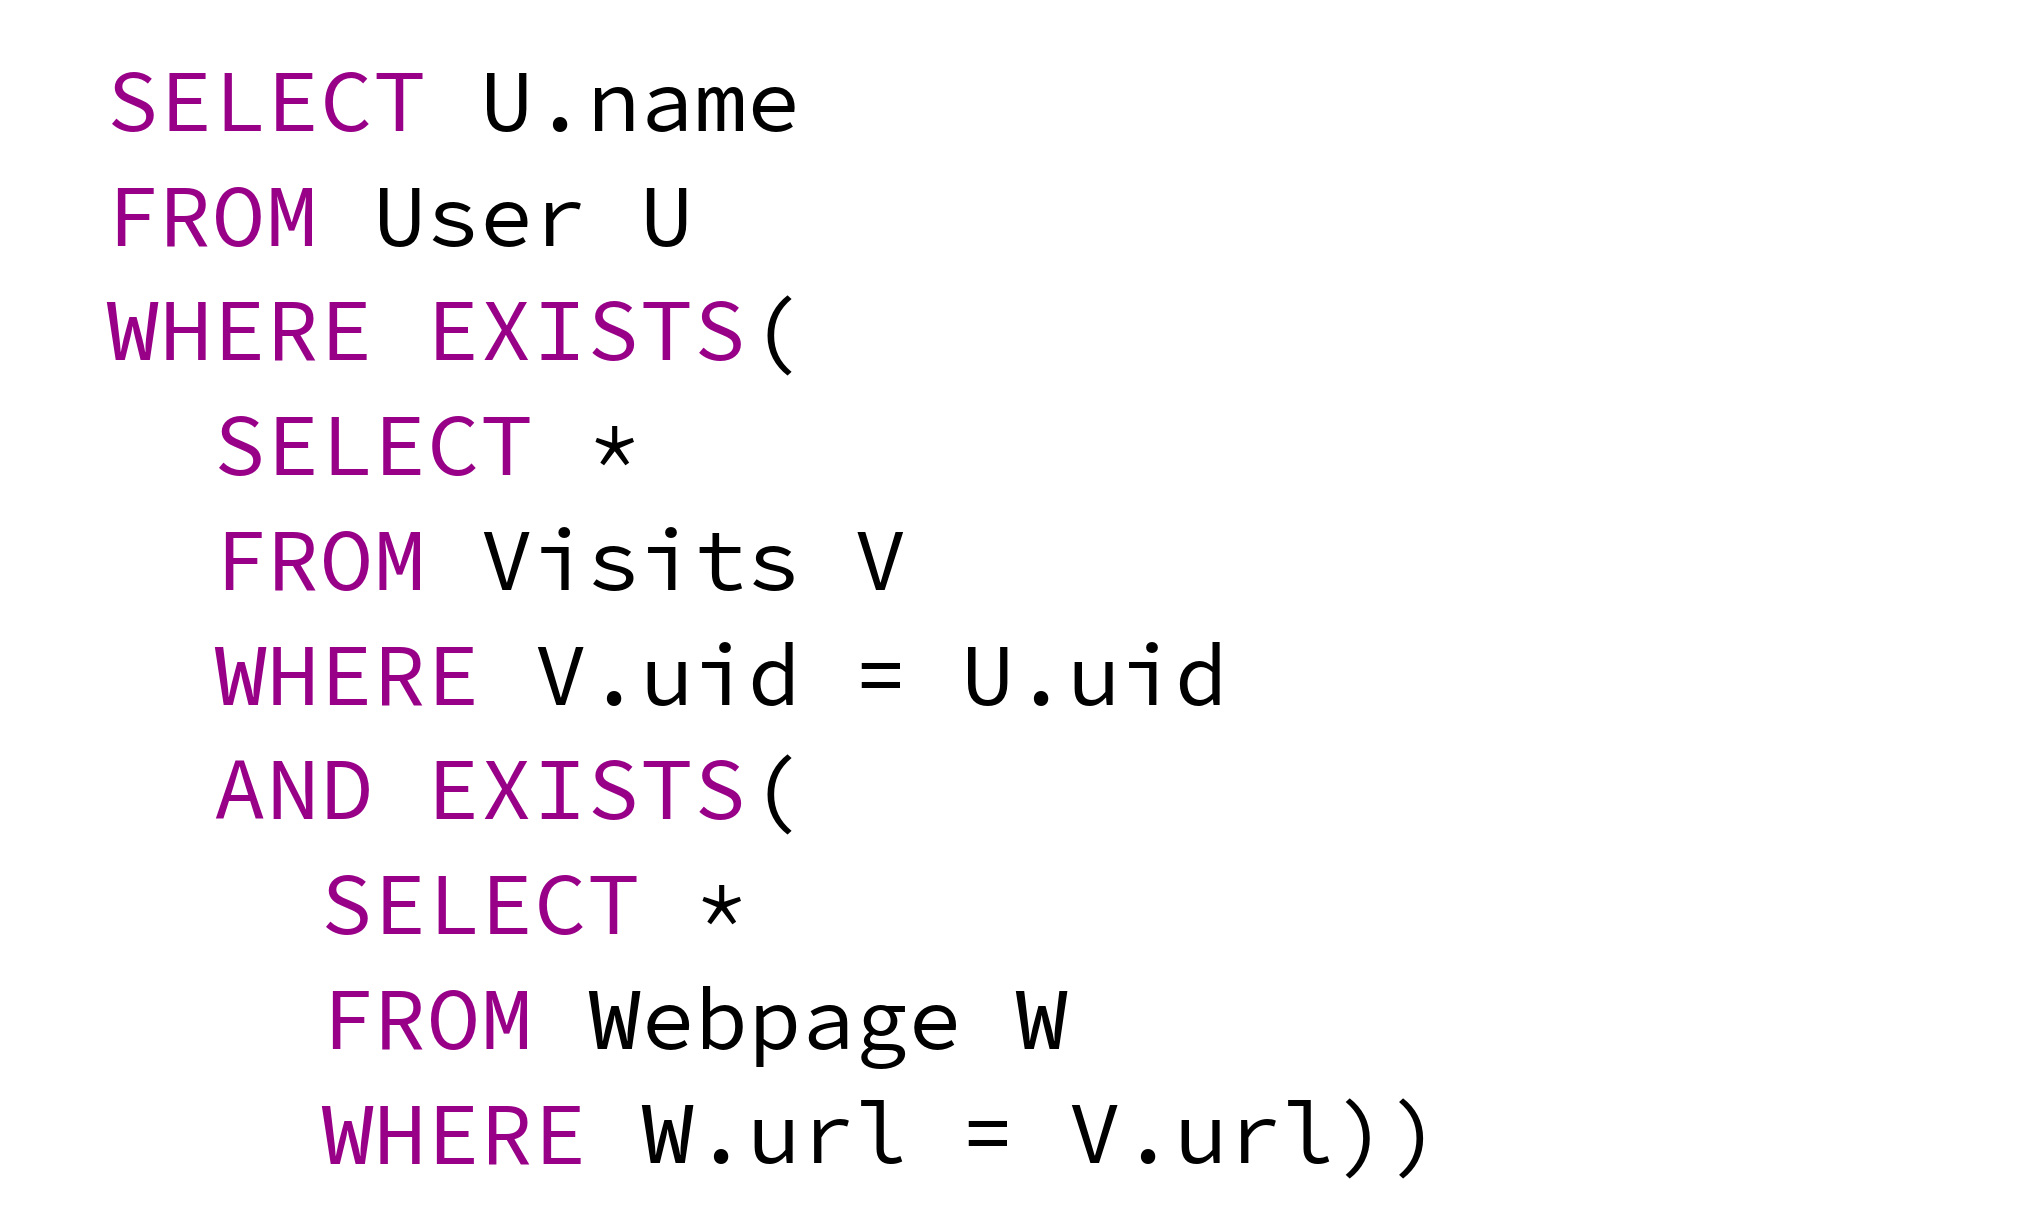 SELECT U.name
FROM User U
WHERE EXISTS(
  SELECT *
  FROM Visits V
  WHERE V.uid = U.uid
  AND EXISTS(
    SELECT *
    FROM Webpage W
    WHERE W.url = V.url))